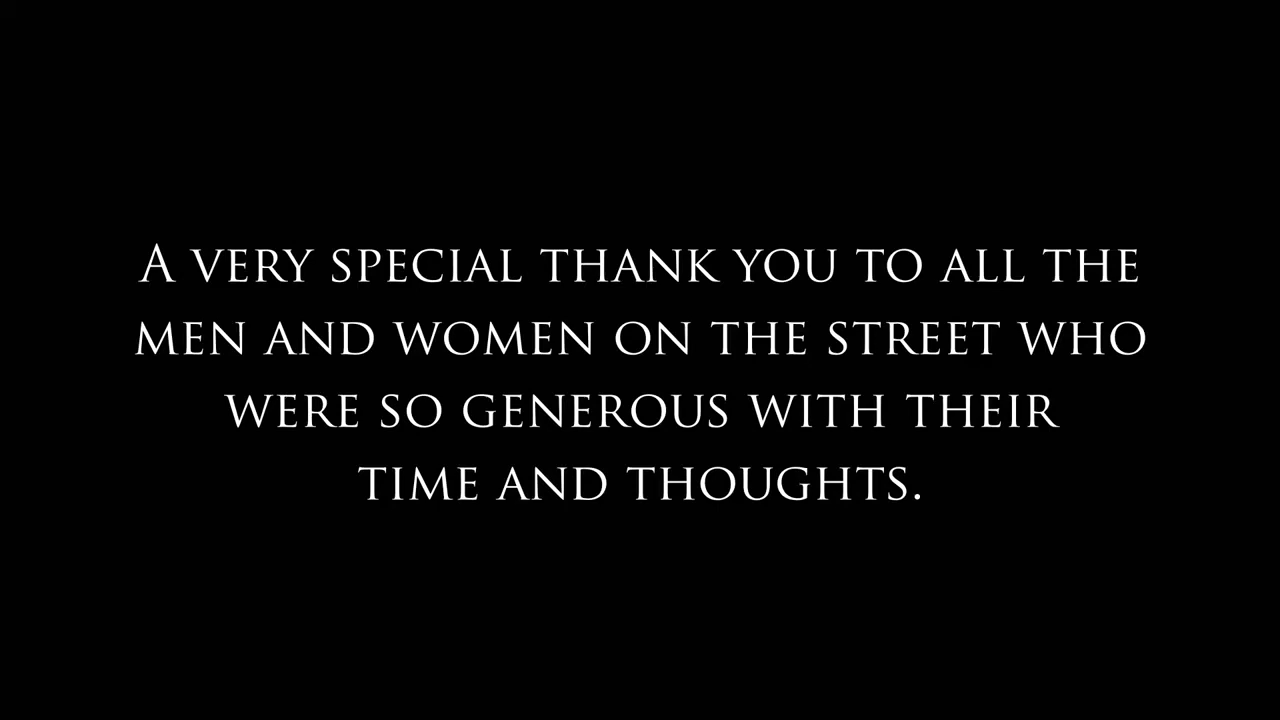 A VERY SPECIAL THANK YOU TO ALL THE
MEN AND WOMEN ON THE STREET WHO
WERE SO GENEROUS WITH THEIR
TIME AND THOUGHTS.